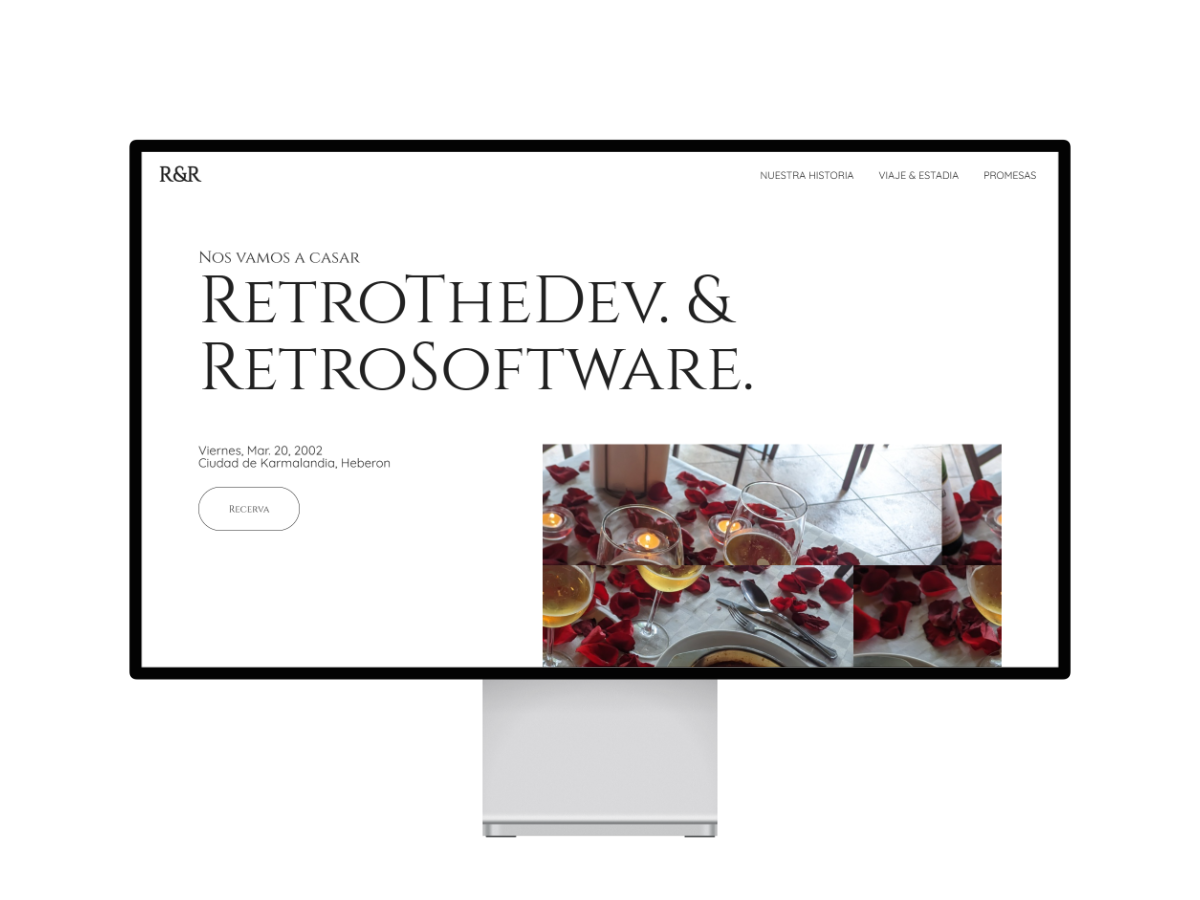 R&R
NUESTRA HISTORIA VIAJE & ESTADIA PROMESAS
Nos vamos a casar
RetroTheDev. &
RetroSoftware.
Viernes, Mar. 20, 2002
Ciudad de Karmalandia, Heberon
Recerva